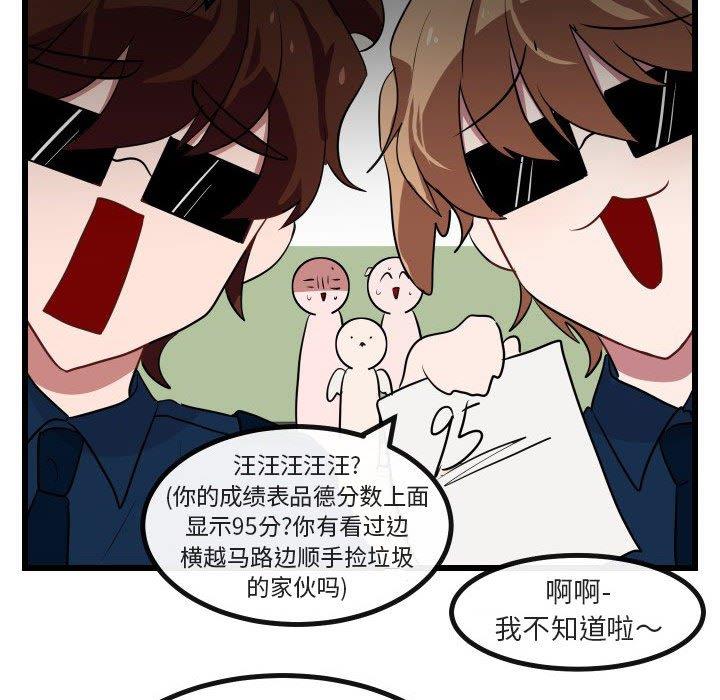 95
汪汪汪汪汪?
(你的成绩表品德分数上面
显示95分?你有看过边
横越马路边顺手捡垃圾
的家伙吗)
啊啊-
我不知道啦～